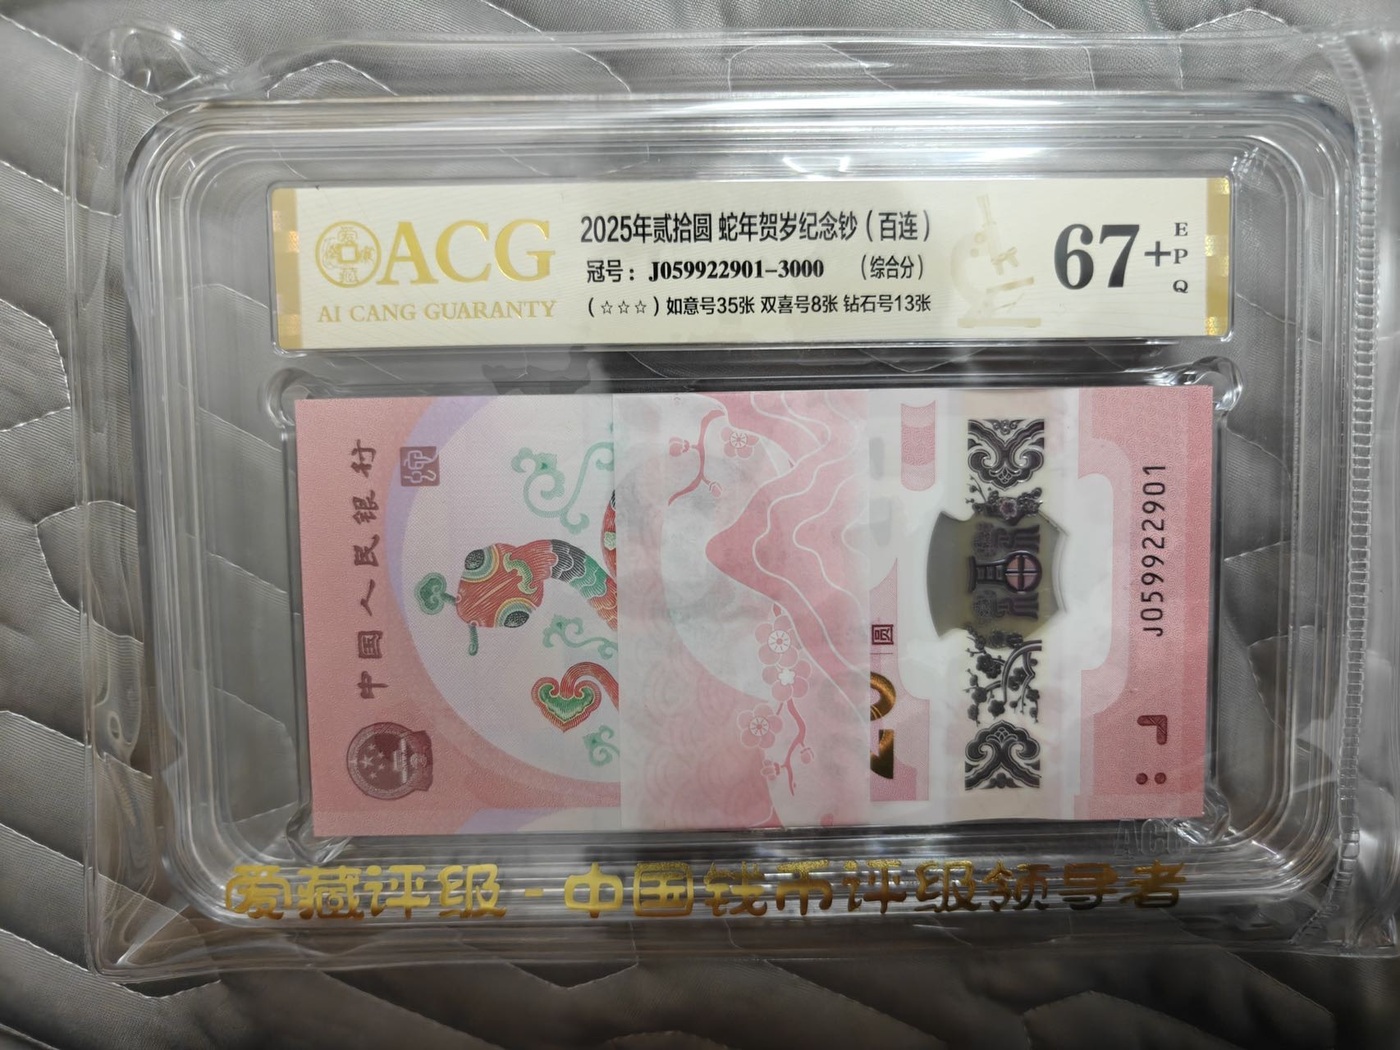 ACG
AI CANG GUARANTY
2025年贰拾圆 蛇年贺岁纪念钞（百连）
冠号：J059922901-3000 （综合分）
（☆☆☆）如意号35张 双喜号8张 钻石号13张
67+
EPQ
中国人民银行
圆
J059922901
爱藏评级-中国钱币评级领导者